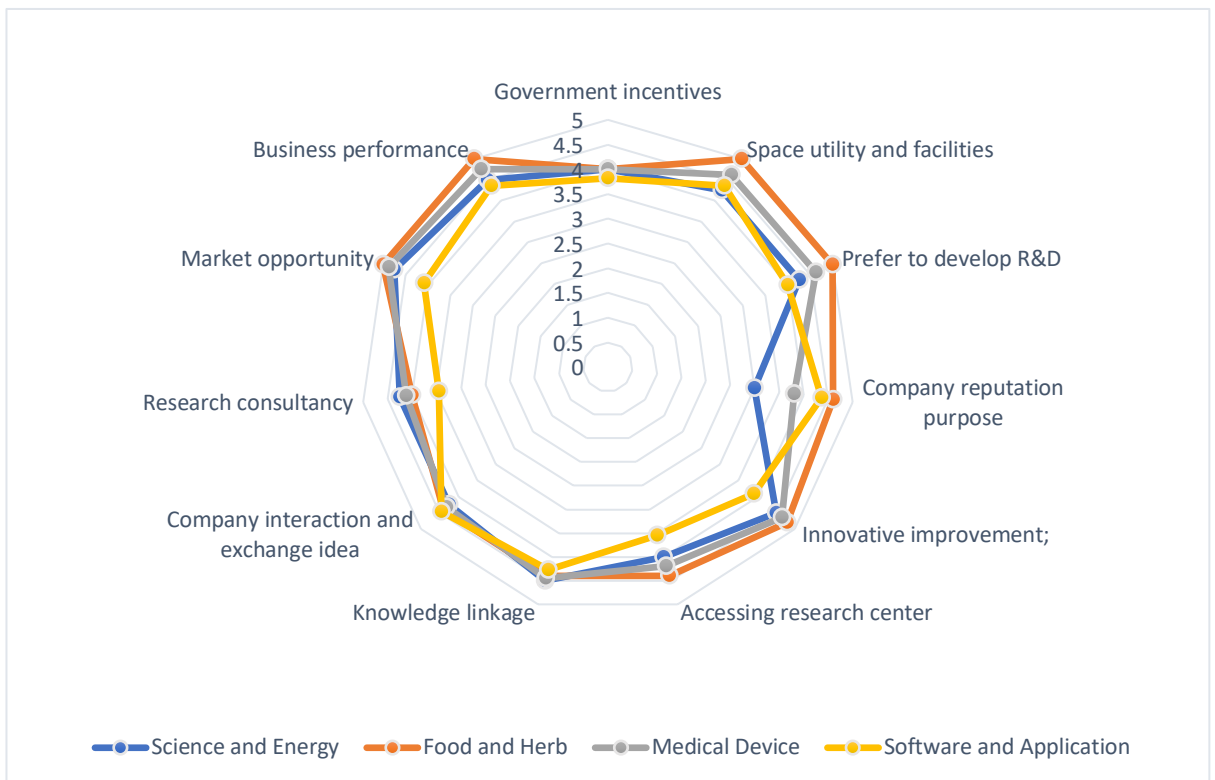 Government incentives
Business performance
Space utility and facilities
Market opportunity
Prefer to develop R&D
Research consultancy
Company reputation
purpose
Company interaction and
exchange idea
Innovative improvement;
Knowledge linkage
Accessing research center
5
4.5
4
3.5
3
2.5
2
1.5
1
0.5
0
Science and Energy
Food and Herb
Medical Device
Software and Application